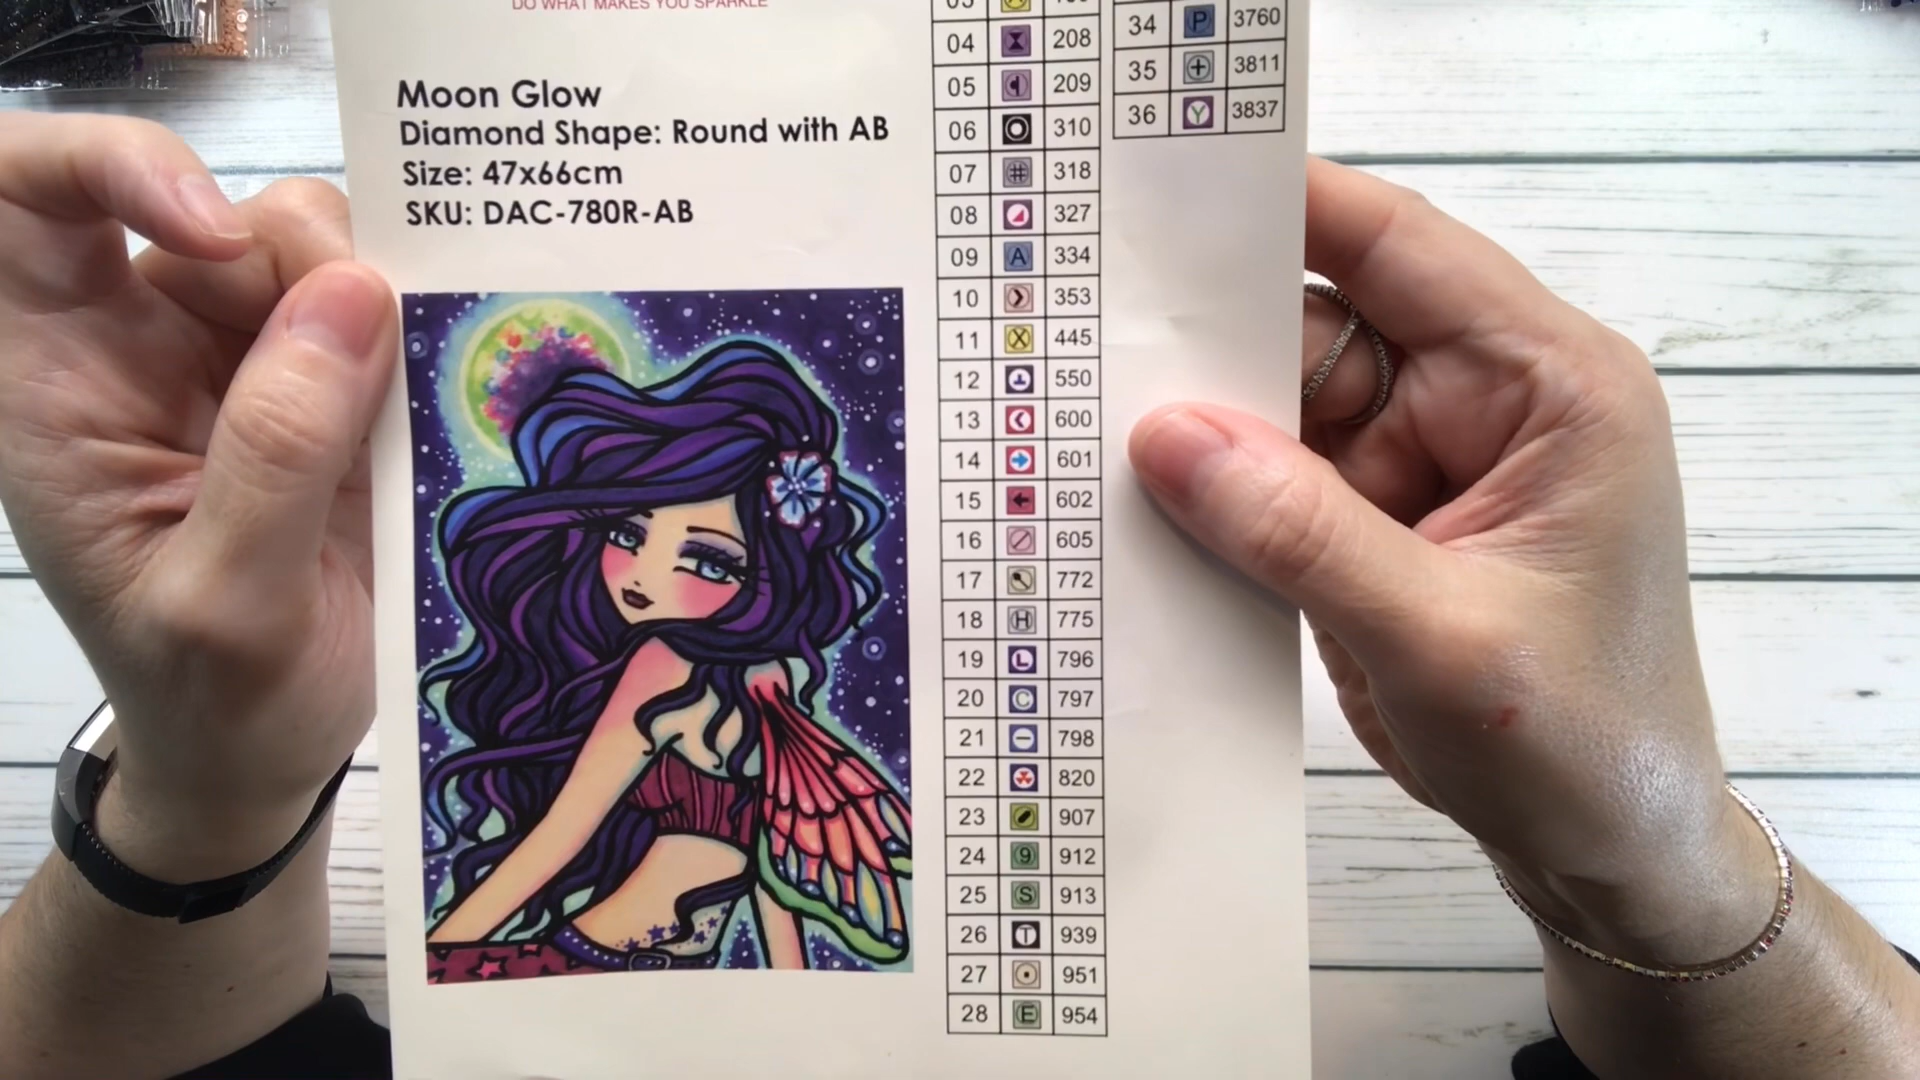 DO WHAT MAKES YOU SPARKLE
Moon Glow
Diamond Shape: Round with AB
Size: 47x66cm
SKU: DAC-780R-AB
03
04 208
05 209
06 310
07 # 318
08 327
09 A 334
10 353
11 X 445
12 550
13 600
14 601
15 602
16 605
17 772
18 H 775
19 L 796
20 C 797
21 798
22 820
23 907
24 9 912
25 S 913
26 T 939
27 951
28 E 954
34 P 3760
35 + 3811
36 Y 3837